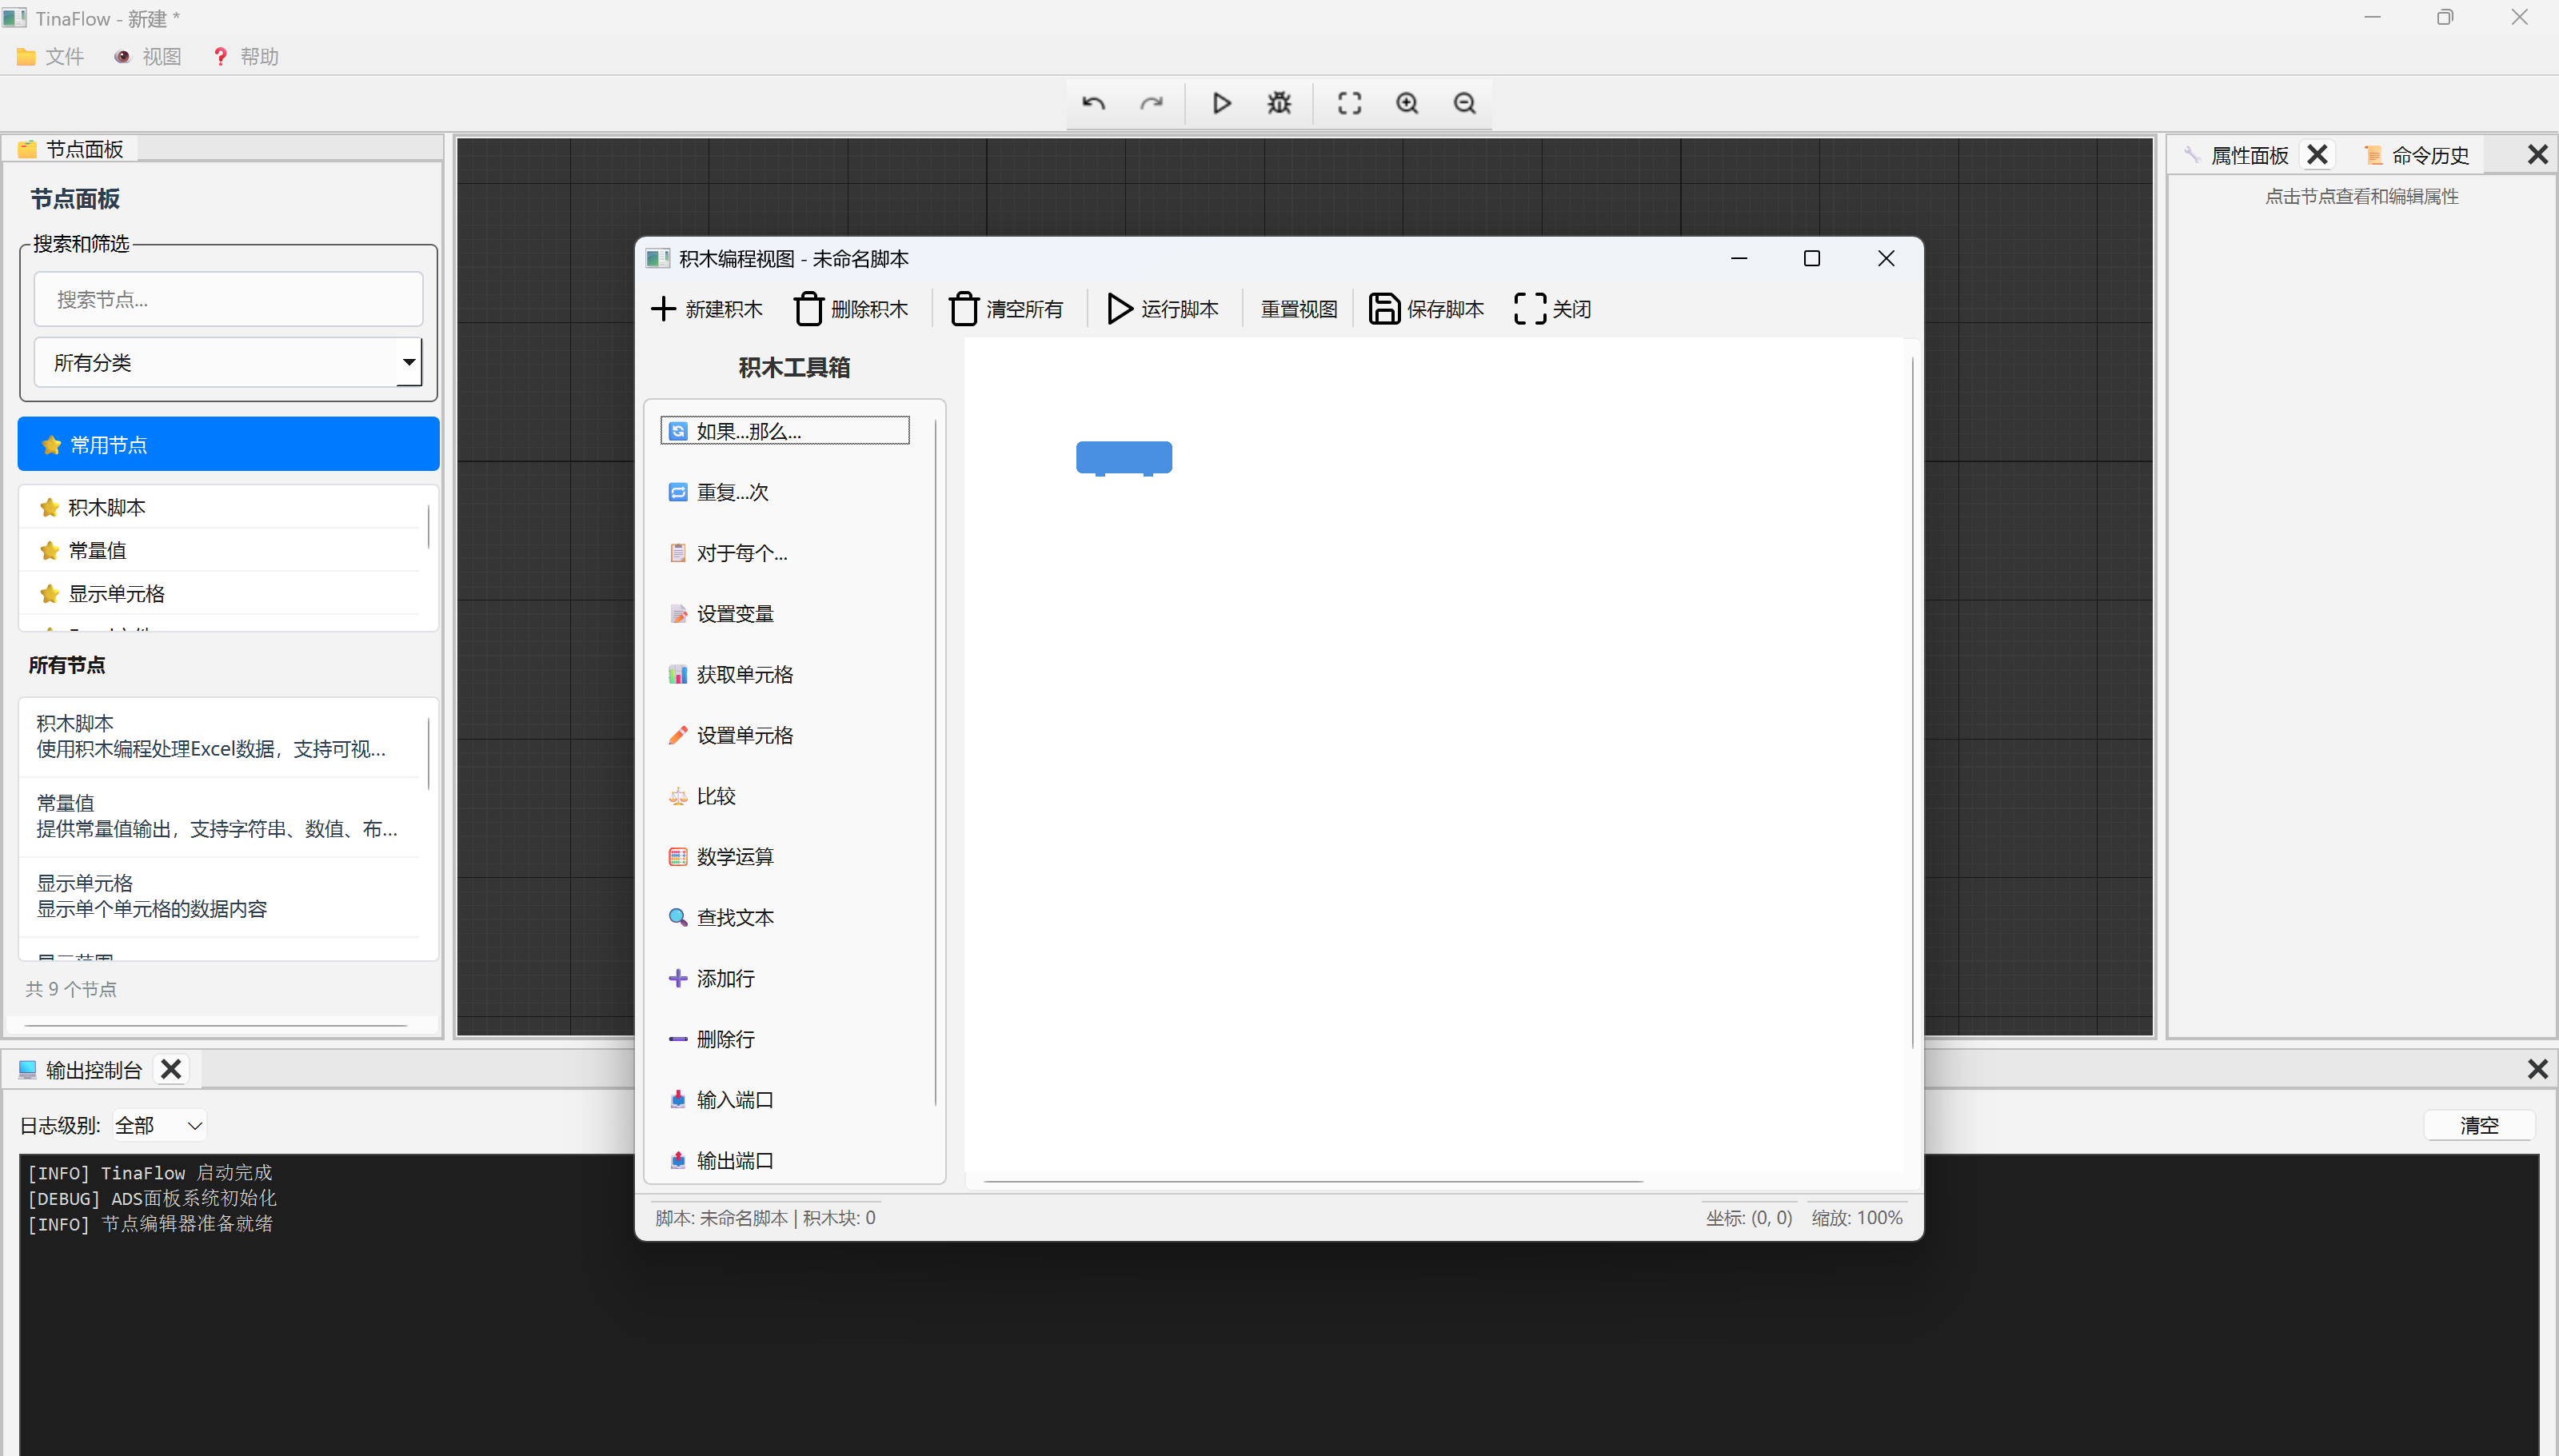 TinaFlow - 新建 *
文件 视图 帮助
节点面板
节点面板
搜索和筛选
搜索节点...
所有分类
常用节点
积木脚本
常量值
显示单元格
所有节点
积木脚本
使用积木编程处理Excel数据，支持可视...
常量值
提供常量值输出，支持字符串、数值、布...
显示单元格
显示单个单元格的数据内容
共 9 个节点
积木编程视图 - 未命名脚本
新建积木 删除积木 清空所有 运行脚本 重置视图 保存脚本 关闭
积木工具箱
如果...那么...
重复...次
对于每个...
设置变量
获取单元格
设置单元格
比较
数学运算
查找文本
添加行
删除行
输入端口
输出端口
脚本: 未命名脚本 | 积木块: 0
坐标: (0, 0) 缩放: 100%
属性面板 命令历史
点击节点查看和编辑属性
输出控制台
日志级别: 全部
清空
[INFO] TinaFlow 启动完成
[DEBUG] ADS面板系统初始化
[INFO] 节点编辑器准备就绪